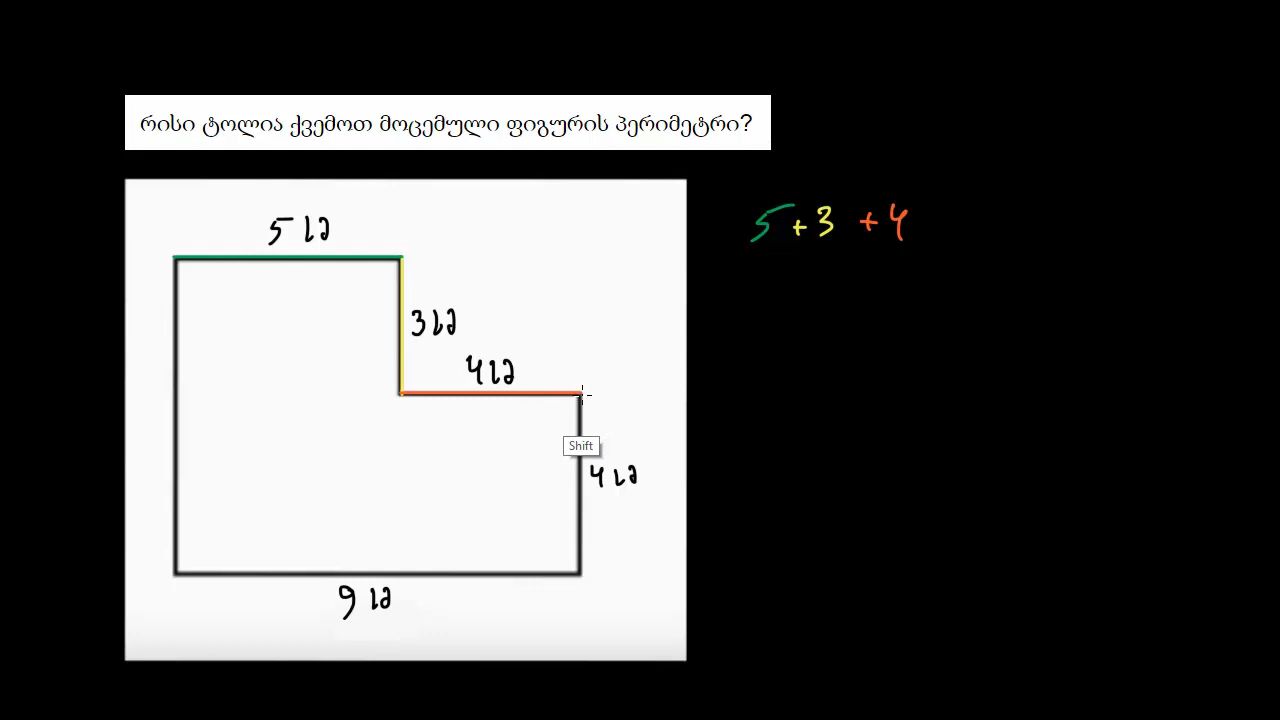 რისი ტოლია ქვემოთ მოცემული ფიგურის პერიმეტრი?
5 სმ
5 + 3 + 4
3 სმ
4 სმ
Shift
4 სმ
9 სმ